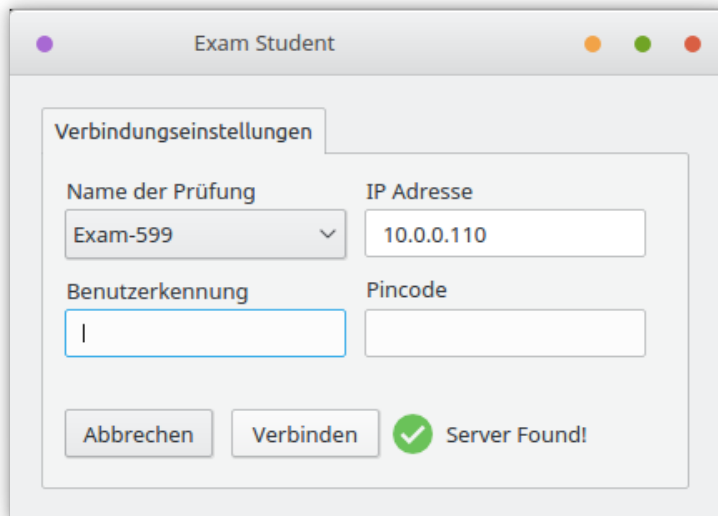 Exam Student
Verbindungseinstellungen
Name der Prüfung
IP Adresse
Exam-599
10.0.0.110
Benutzerkennung
Pincode
Abbrechen
Verbinden
Server Found!